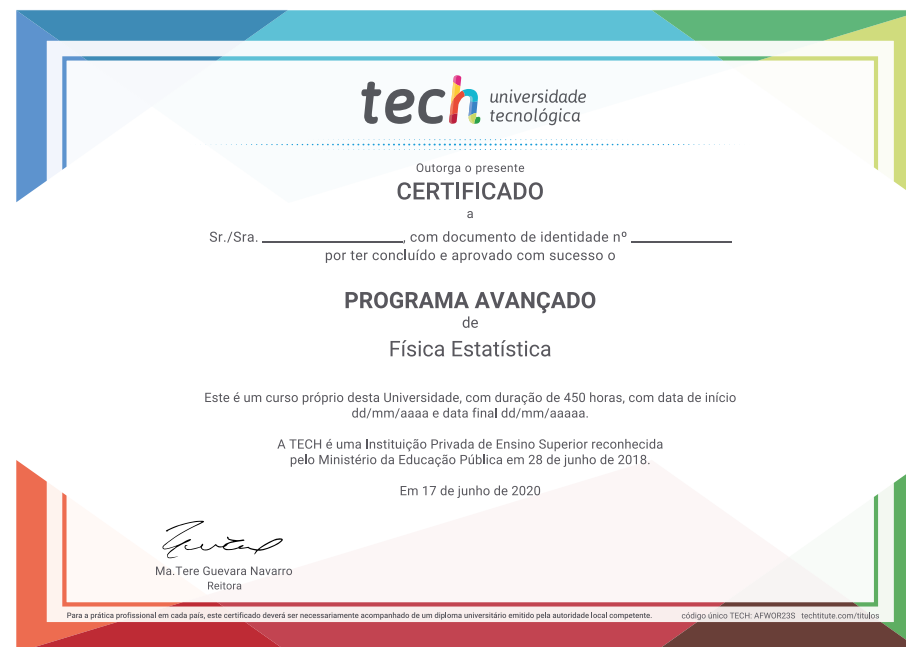 tech universidade
tecnológica
Outorga o presente
CERTIFICADO
a
Sr./Sra. ____________, com documento de identidade nº ____________
por ter concluído e aprovado com sucesso o
PROGRAMA AVANÇADO
de
Física Estatística
Este é um curso próprio desta Universidade, com duração de 450 horas, com data de início
dd/mm/aaaa e data final dd/mm/aaaaa.
A TECH é uma Instituição Privada de Ensino Superior reconhecida
pelo Ministério da Educação Pública em 28 de junho de 2018.
Em 17 de junho de 2020
Ma.Tere Guevara Navarro
Reitora
Para a prática profissional em cada país, este certificado deverá ser necessariamente acompanhado de um diploma universitário emitido pela autoridade local competente. código único TECH: AFWOR23S techtitute.com/titulos